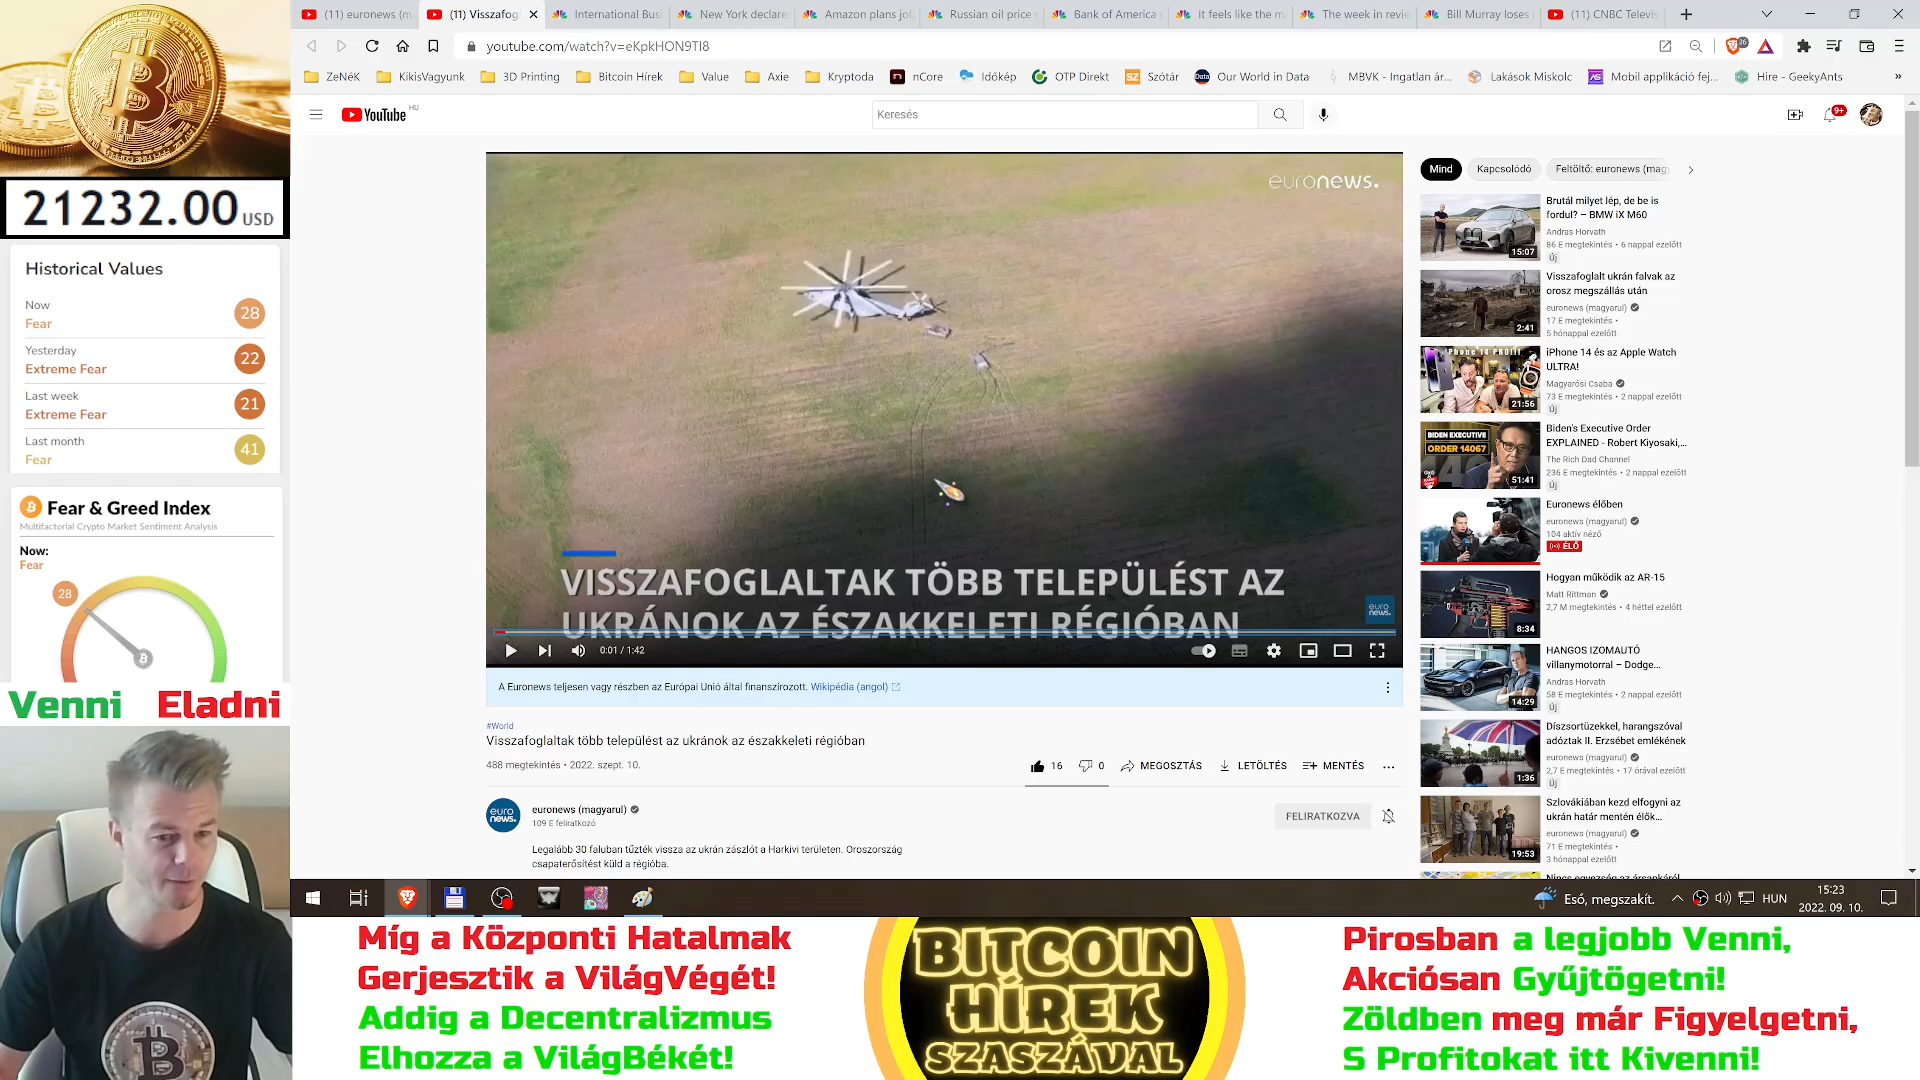 (11) euronews (m
(11) Visszafog
International Busi
New York declare
Amazon plans jo
Russian oil price
Bank of America
It feels like the m
The week in revie
Bill Murray loses
(11) CNBC Televis
youtube.com/watch?v=eKpkHON9TI8
26
ZeNéK
KikisVagyunk
3D Printing
Bitcoin Hírek
Value
Axie
Kryptoda
nCore
Időkép
OTP Direkt
Szótár
Our World in Data
MBVK - Ingatlan ár...
Lakások Miskolc
Mobil applikáció fej...
Hire - GeekyAnts
YouTube HU
Keresés
9+
21232.00 USD
Historical Values
Now
Fear
28
Yesterday
Extreme Fear
22
Last week
Extreme Fear
21
Last month
Fear
41
Fear & Greed Index
Multifactorial Crypto Market Sentiment Analysis
Now:
Fear
28
Venni Eladni
euronews.
VISSZAFOGLALTAK TÖBB TELEPÜLÉST AZ
UKRÁNOK AZ ÉSZAKKELETI RÉGIÓBAN
euro
news.
0:01 / 1:42
A Euronews teljesen vagy részben az Európai Unió által finanszírozott. Wikipédia (angol)
#World
Visszafoglaltak több települést az ukránok az északkeleti régióban
488 megtekintés • 2022. szept. 10.
16
0
MEGOSZTÁS
LETÖLTÉS
MENTÉS
euro
news.
euronews (magyarul)
109 E feliratkozó
FELIRATKOZVA
Legalább 30 faluban tűzték vissza az ukrán zászlót a Harkivi területen. Oroszország
csapaterősítést küld a régióba.
Mind
Kapcsolódó
Feltöltő: euronews (mag
Brutál milyet lép, de be is
fordul? – BMW iX M60
Andras Horvath
86 E megtekintés • 6 nappal ezelőtt
Új
15:07
Visszafoglalt ukrán falvak az
orosz megszállás után
euronews (magyarul)
17 E megtekintés •
5 hónappal ezelőtt
2:41
iPhone 14 PRO!!!
iPhone 14 és az Apple Watch
ULTRA!
Magyarósi Csaba
73 E megtekintés • 2 nappal ezelőtt
Új
21:56
BIDEN EXECUTIVE
ORDER 14067
Biden's Executive Order
EXPLAINED - Robert Kiyosaki,...
The Rich Dad Channel
236 E megtekintés • 2 nappal ezelőtt
Új
51:41
Euronews élőben
euronews (magyarul)
104 aktív néző
ÉLŐ
Hogyan működik az AR-15
Matt Rittman
2,7 M megtekintés • 4 héttel ezelőtt
8:34
HANGOS IZOMAUTÓ
villanymotorral – Dodge...
Andras Horvath
58 E megtekintés • 2 nappal ezelőtt
Új
14:29
Díszsortüzekkel, harangszóval
adóztak II. Erzsébet emlékének
euronews (magyarul)
2,7 E megtekintés • 17 órával ezelőtt
Új
1:36
Szlovákiában kezd elfogyni az
ukrán határ mentén élők...
euronews (magyarul)
71 E megtekintés •
3 hónappal ezelőtt
19:53
Eső, megszakít.
HUN
15:23
2022. 09. 10.
Míg a Központi Hatalmak
Gerjesztik a VilágVégét!
Addig a Decentralizmus
Elhozza a VilágBékét!
BITCOIN
HÍREK
SZASZÁVAL
Pirosban a legjobb Venni,
Akciósan Gyűjtögetni!
Zöldben meg már Figyelgetni,
S Profitokat itt Kivenni!